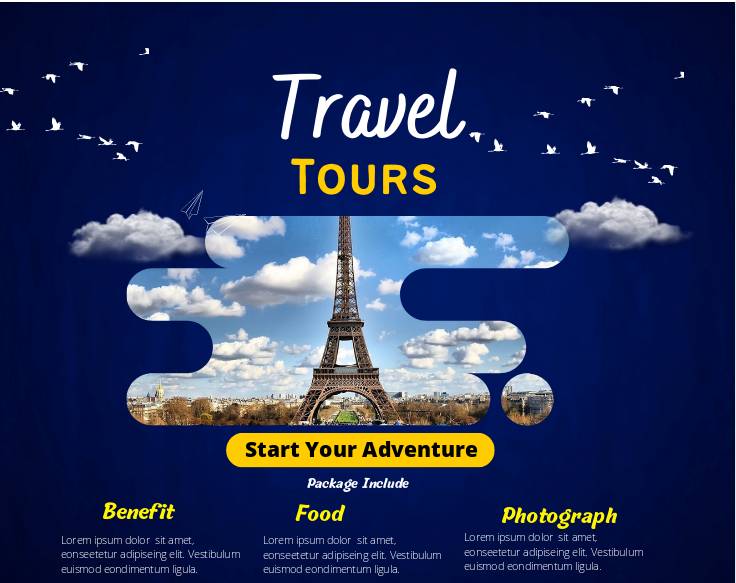 Travel
TOURS
Start Your Adventure
Package Include
Benefit
Lorem ipsum dolor sit amet,
eonseetetur adipiseing elit. Vestibulum
euismod eondimentum ligula.
Food
Lorem ipsum dolor sit amet,
eonseetetur adipiseing elit. Vestibulum
euismod eondimentum ligula.
Photograph
Lorem ipsum dolor sit amet,
eonseetetur adipiseing elit. Vestibulum
euismod eondimentum ligula.